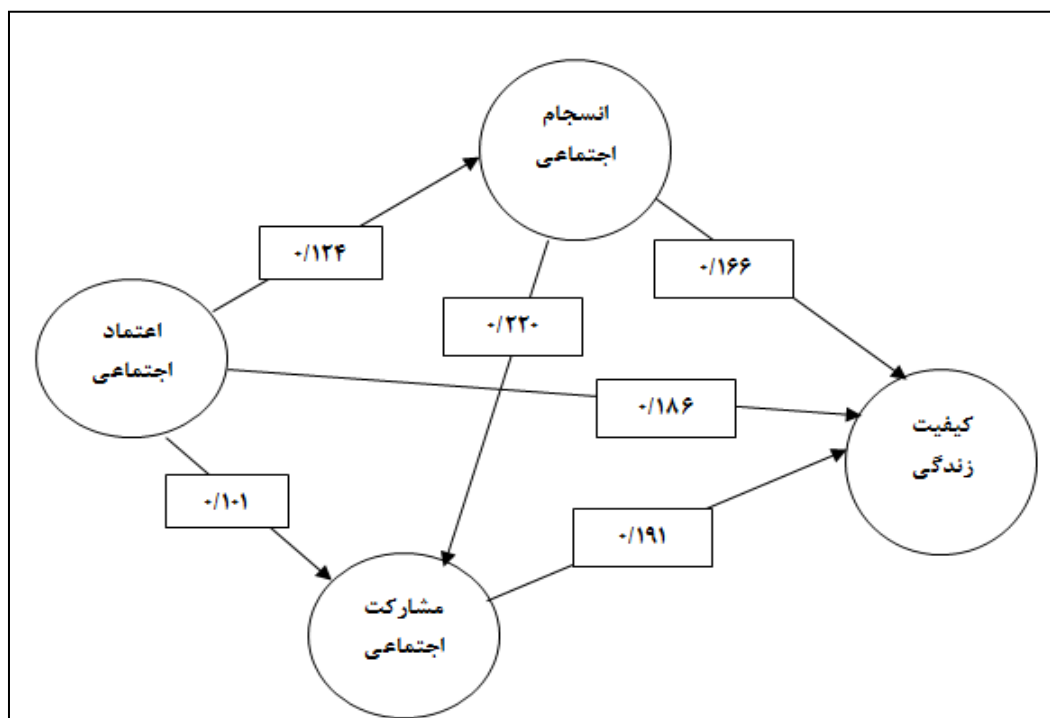 انسجام
اجتماعی
۰/۱۲۴
۰/۱۶۶
اعتماد
اجتماعی
۰/۲۲۰
۰/۱۸۶
کیفیت
زندگی
۰/۱۰۱
۰/۱۹۱
مشارکت
اجتماعی